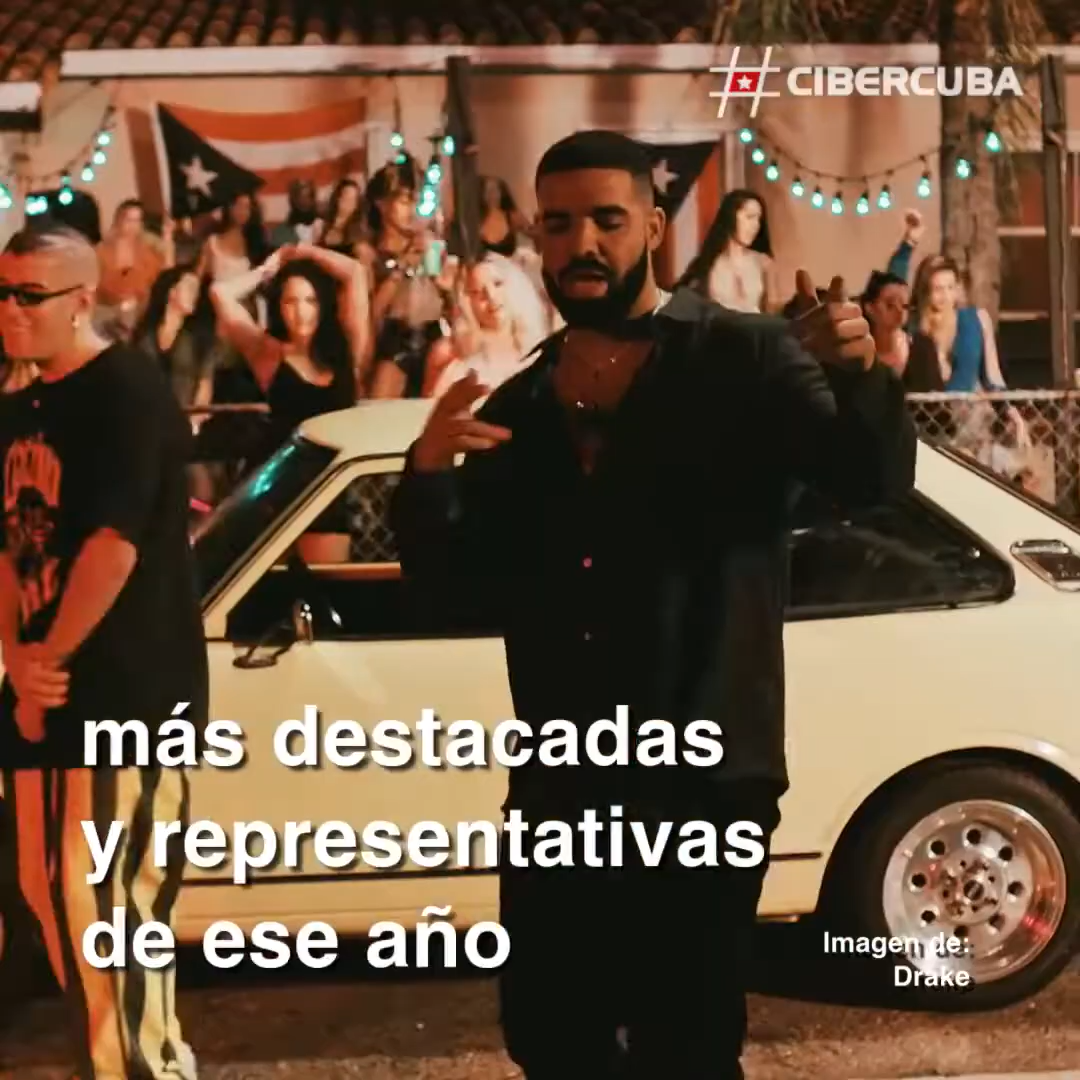 #CIBERCUBA
más destacadas
y representativas
de ese año
Imagen de:
Drake